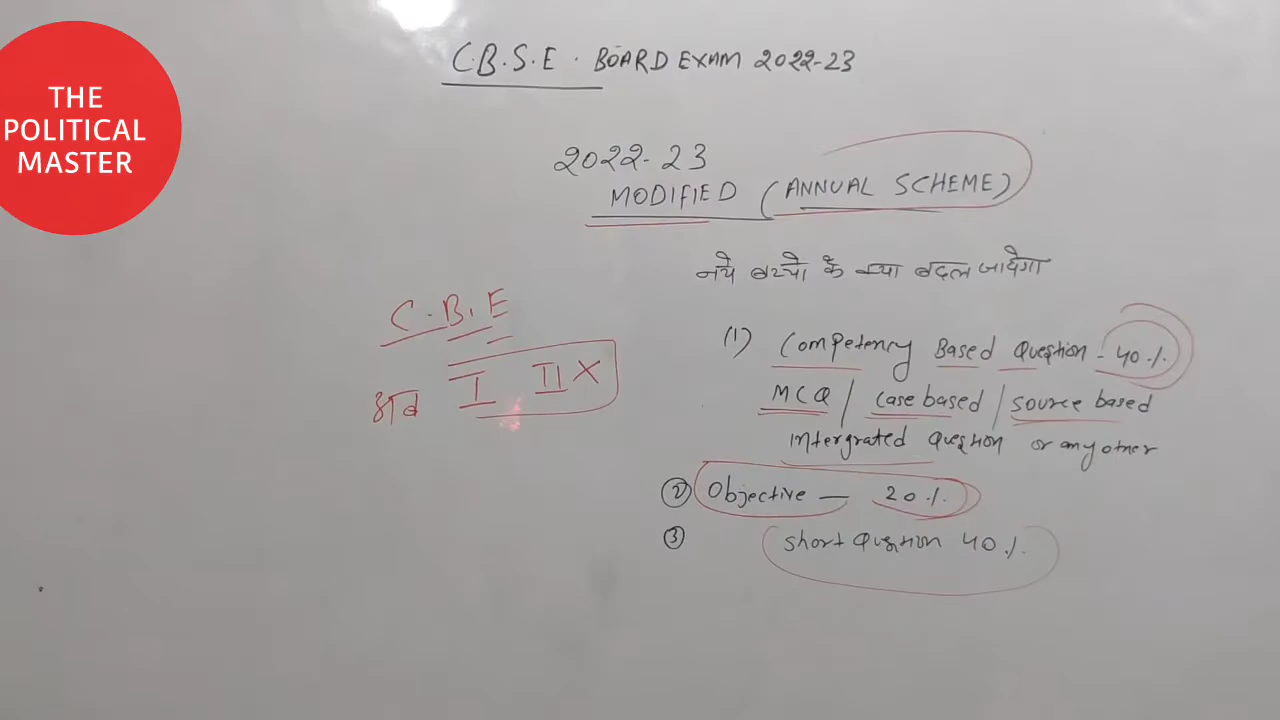 THE
POLITICAL
MASTER
C.B.S.E. BOARD EXAM 2022-23
2022-23
MODIFIED (ANNUAL SCHEME)
नये बच्चो के क्या बदल जायेगा
C.B.E
अब I II X
(1) Competency Based Question - 40%
MCQ / case based / source based
intergrated Question or any other
② Objective — 20%
③ short Question 40%